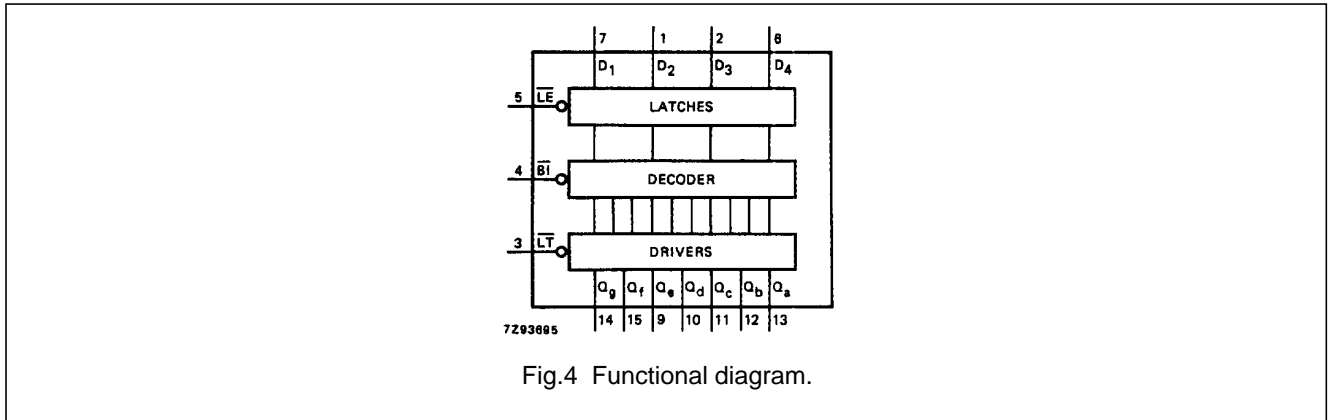 7 1 2 6
D1 D2 D3 D4
5 LE LATCHES
4 BI DECODER
3 LT DRIVERS
Qg Qf Qe Qd Qc Qb Qa
14 15 9 10 11 12 13
7Z93695
Fig.4 Functional diagram.